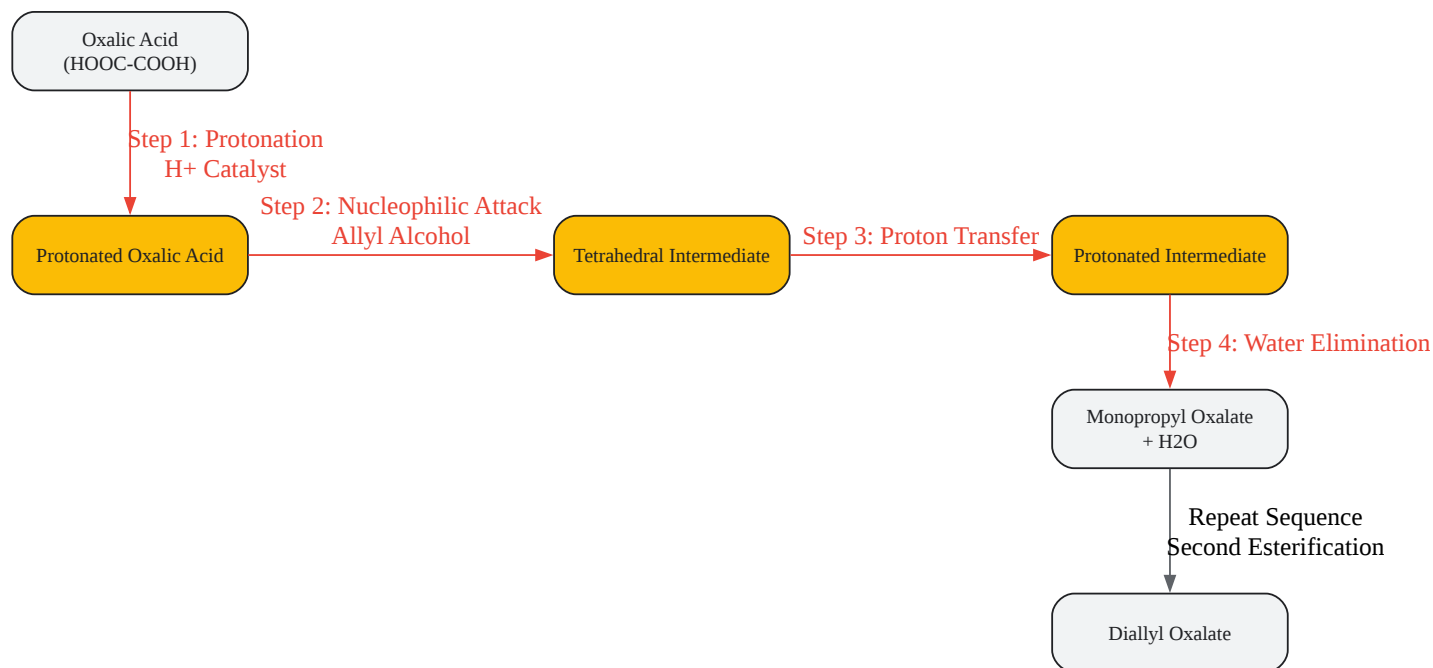 Oxalic Acid
(HOOC-COOH)
Step 1: Protonation
H+ Catalyst
Protonated Oxalic Acid
Step 2: Nucleophilic Attack
Allyl Alcohol
Tetrahedral Intermediate
Step 3: Proton Transfer
Protonated Intermediate
Step 4: Water Elimination
Monopropyl Oxalate
+ H2O
Repeat Sequence
Second Esterification
Diallyl Oxalate